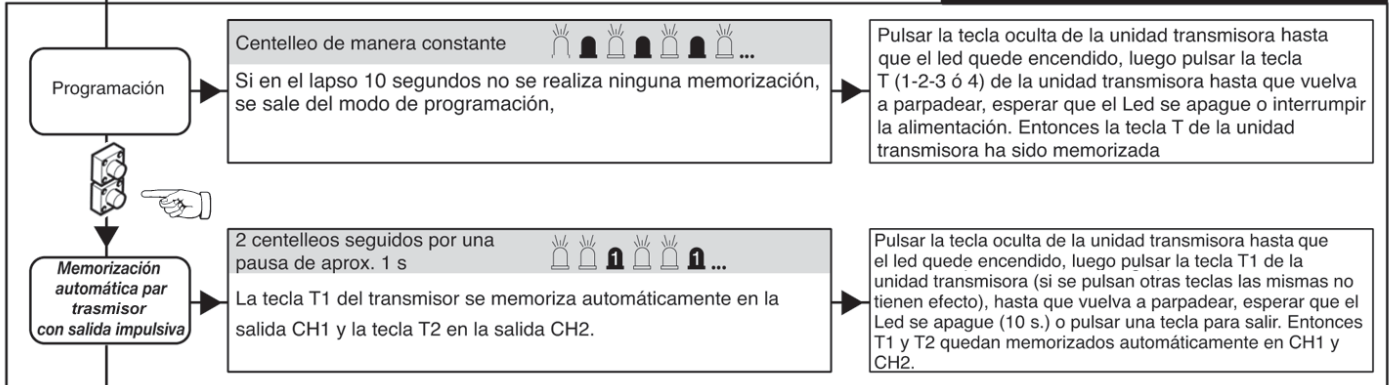 Programación
Centelleo de manera constante
...
Si en el lapso 10 segundos no se realiza ninguna memorización,
se sale del modo de programación,
Pulsar la tecla oculta de la unidad transmisora hasta
que el led quede encendido, luego pulsar la tecla
T (1-2-3 ó 4) de la unidad transmisora hasta que vuelva
a parpadear, esperar que el Led se apague o interrumpir
la alimentación. Entonces la tecla T de la unidad
transmisora ha sido memorizada
Memorización
automática par
trasmisor
con salida impulsiva
2 centelleos seguidos por una
pausa de aprox. 1 s
1 1 ...
La tecla T1 del transmisor se memoriza automáticamente en la
salida CH1 y la tecla T2 en la salida CH2.
Pulsar la tecla oculta de la unidad transmisora hasta que
el led quede encendido, luego pulsar la tecla T1 de la
unidad transmisora (si se pulsan otras teclas las mismas no
tienen efecto), hasta que vuelva a parpadear, esperar que el
Led se apague (10 s.) o pulsar una tecla para salir. Entonces
T1 y T2 quedan memorizados automáticamente en CH1 y
CH2.